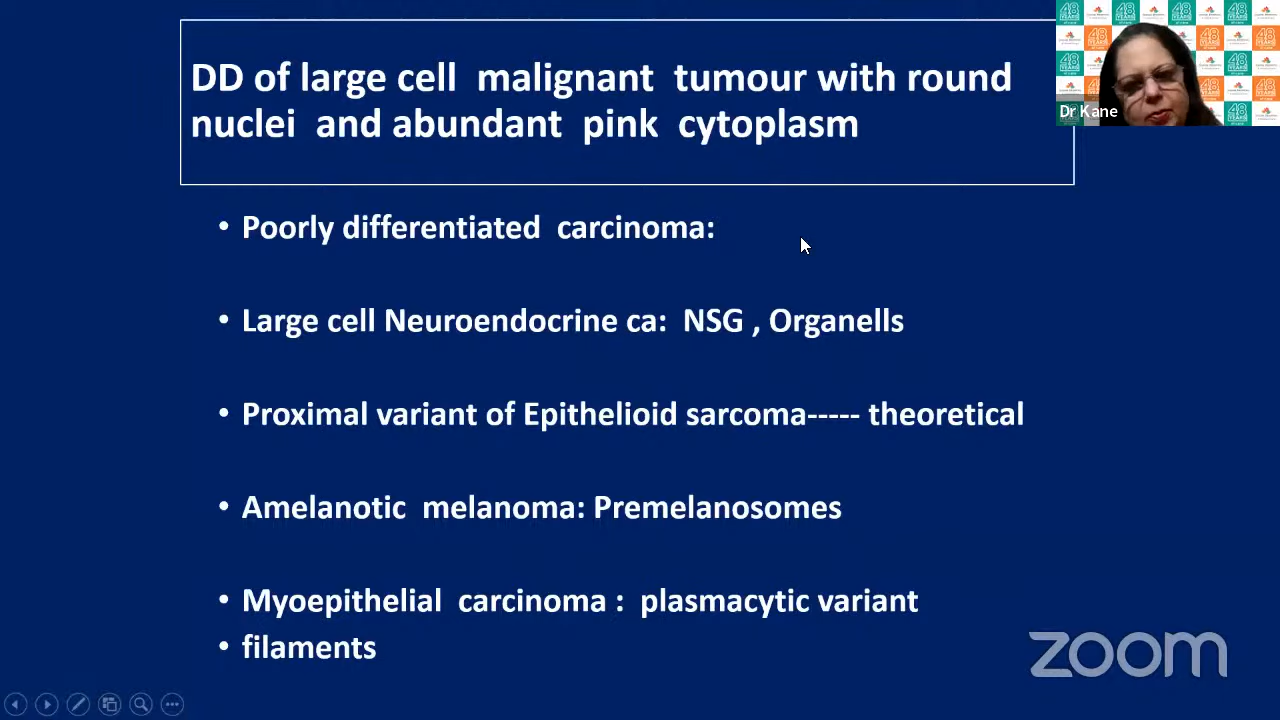 DD of large cell malignant tumour with round
nuclei and abundant pink cytoplasm
Dr Kane
• Poorly differentiated carcinoma:
• Large cell Neuroendocrine ca: NSG , Organells
• Proximal variant of Epithelioid sarcoma----- theoretical
• Amelanotic melanoma: Premelanosomes
• Myoepithelial carcinoma : plasmacytic variant
• filaments
zoom